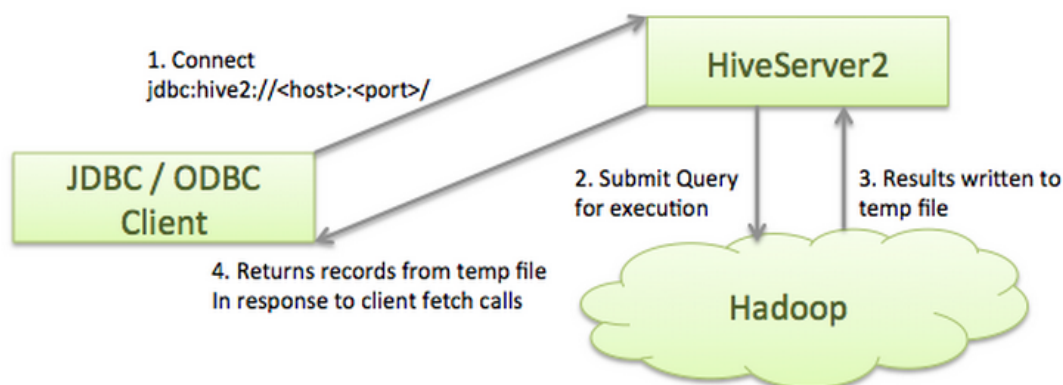 1. Connect
jdbc:hive2://<host>:<port>/
HiveServer2
JDBC / ODBC
Client
2. Submit Query
for execution
3. Results written to
temp file
4. Returns records from temp file
In response to client fetch calls
Hadoop